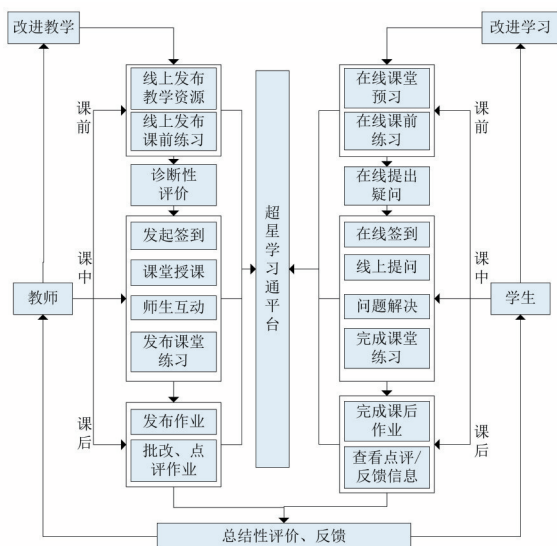 改进教学
改进学习
线上发布
教学资源
线上发布
课前练习
课前
诊断性
评价
发起签到
课堂授课
师生互动
发布课堂
练习
课中
教师
发布作业
批改、点
评作业
课后
超星学习通平台
在线课堂
预习
在线课前
练习
课前
在线提出
疑问
在线签到
线上提问
问题解决
完成课堂
练习
课中
学生
完成课后
作业
查看点评/
反馈信息
课后
总结性评价、反馈